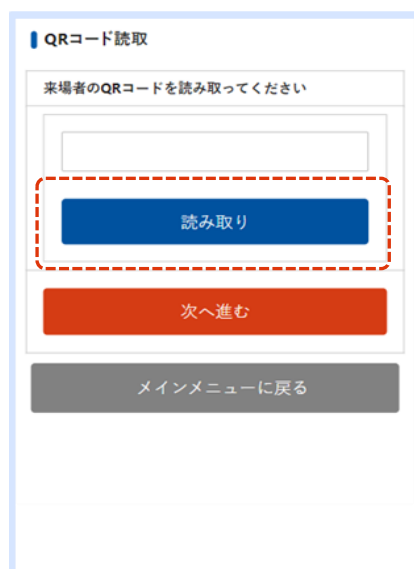 QRコード読取
来場者のQRコードを読み取ってください
読み取り
次へ進む
メインメニューに戻る